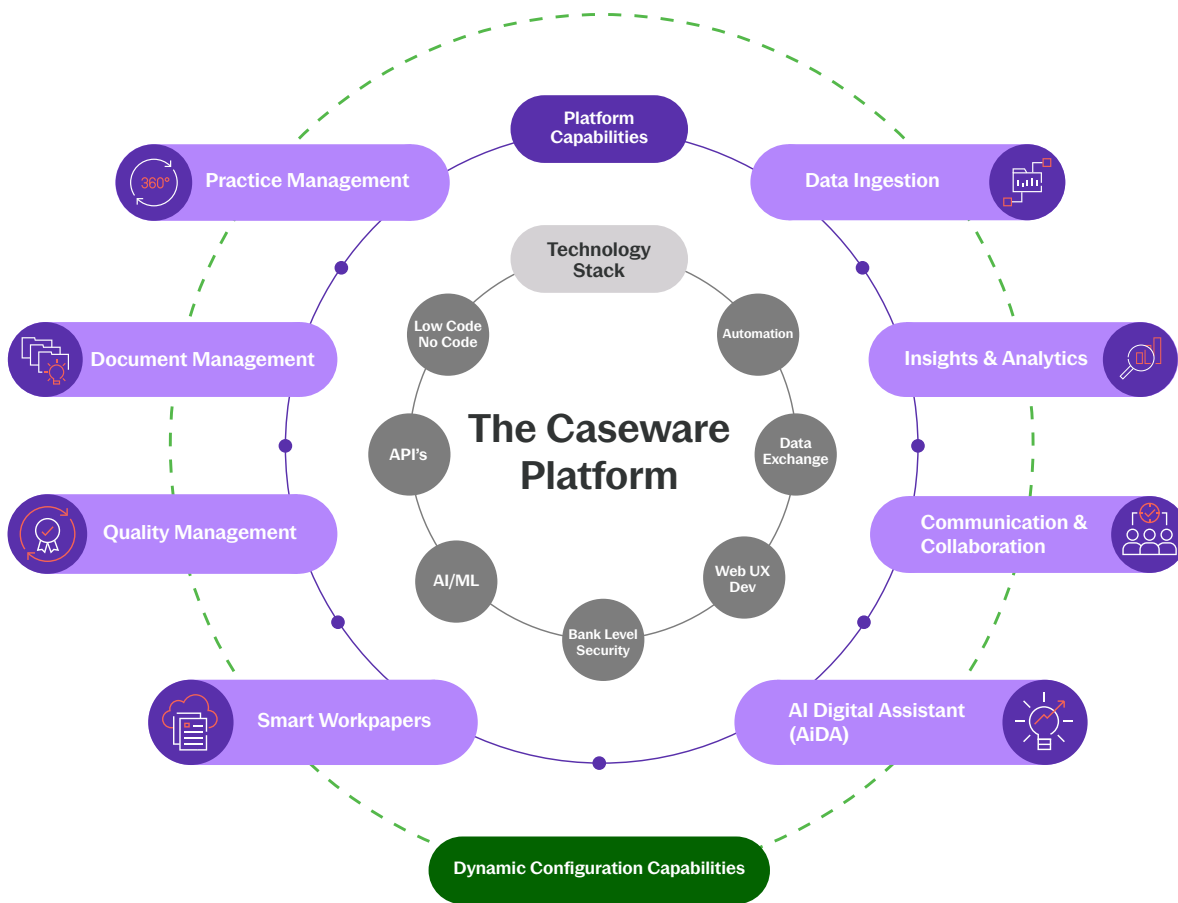 Platform
Capabilities
360°
Practice Management
Data Ingestion
Technology
Stack
Low Code
No Code
Automation
Document Management
Insights & Analytics
The Caseware
Platform
API's
Data
Exchange
Quality Management
Communication &
Collaboration
AI/ML
Web UX
Dev
Bank Level
Security
Smart Workpapers
AI Digital Assistant
(AiDA)
Dynamic Configuration Capabilities